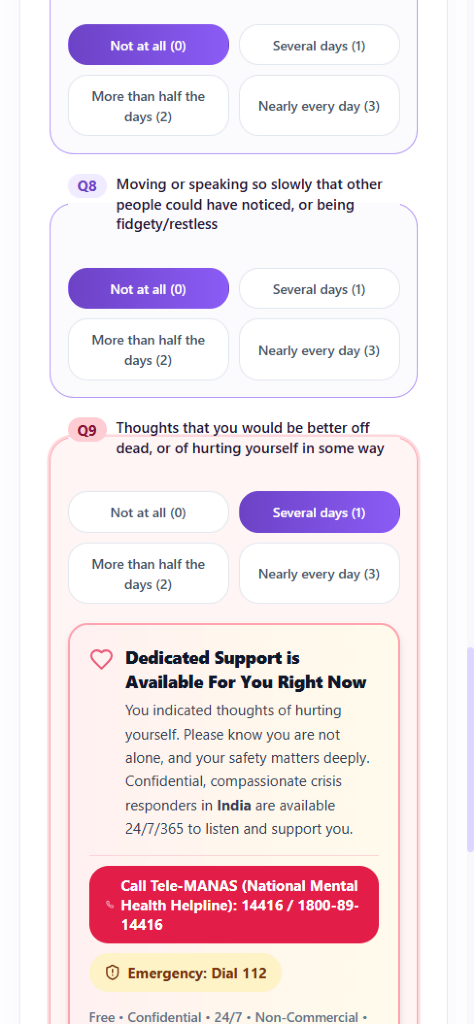 Not at all (0)
Several days (1)
More than half the
days (2)
Nearly every day (3)
Q8
Moving or speaking so slowly that other
people could have noticed, or being
fidgety/restless
Not at all (0)
Several days (1)
More than half the
days (2)
Nearly every day (3)
Q9
Thoughts that you would be better off
dead, or of hurting yourself in some way
Not at all (0)
Several days (1)
More than half the
days (2)
Nearly every day (3)
Dedicated Support is
Available For You Right Now
You indicated thoughts of hurting
yourself. Please know you are not
alone, and your safety matters deeply.
Confidential, compassionate crisis
responders in India are available
24/7/365 to listen and support you.
Call Tele-MANAS (National Mental
Health Helpline): 14416 / 1800-89-
14416
Emergency: Dial 112
Free • Confidential • 24/7 • Non-Commercial •